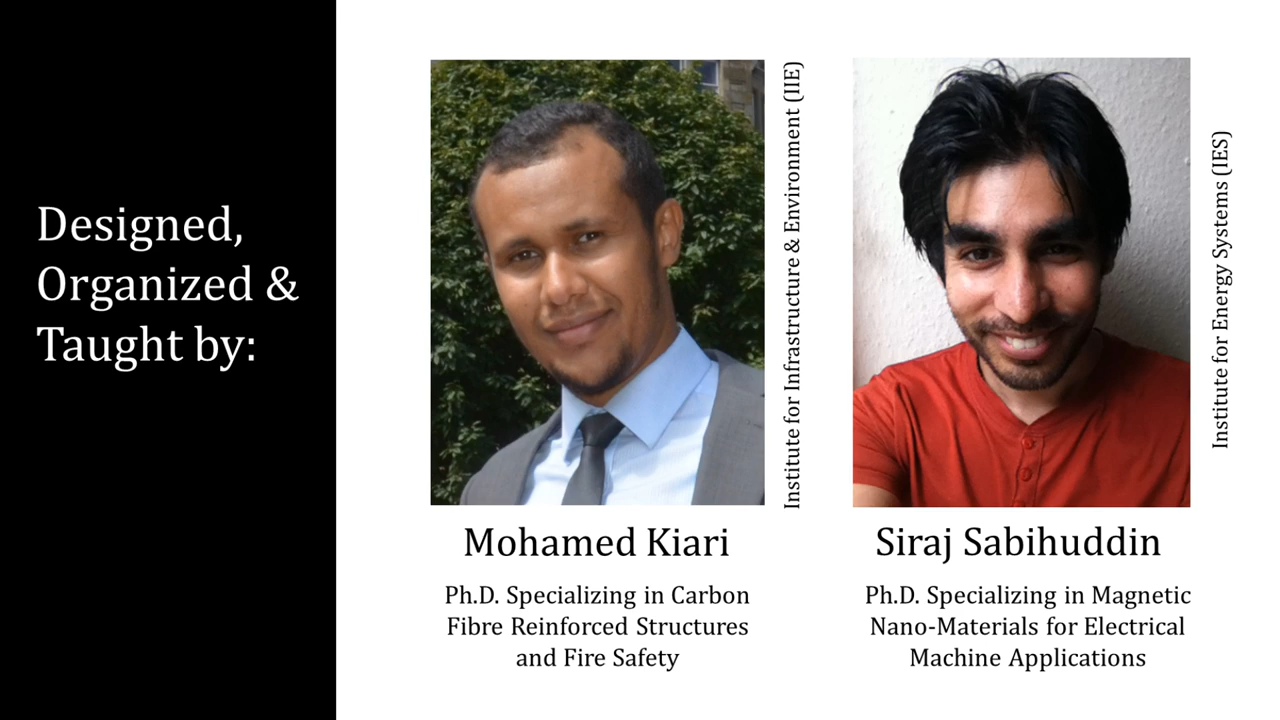 Designed,
Organized &
Taught by:
Institute for Infrastructure & Environment (IIE)
Mohamed Kiari
Ph.D. Specializing in Carbon
Fibre Reinforced Structures
and Fire Safety
Institute for Energy Systems (IES)
Siraj Sabihuddin
Ph.D. Specializing in Magnetic
Nano-Materials for Electrical
Machine Applications